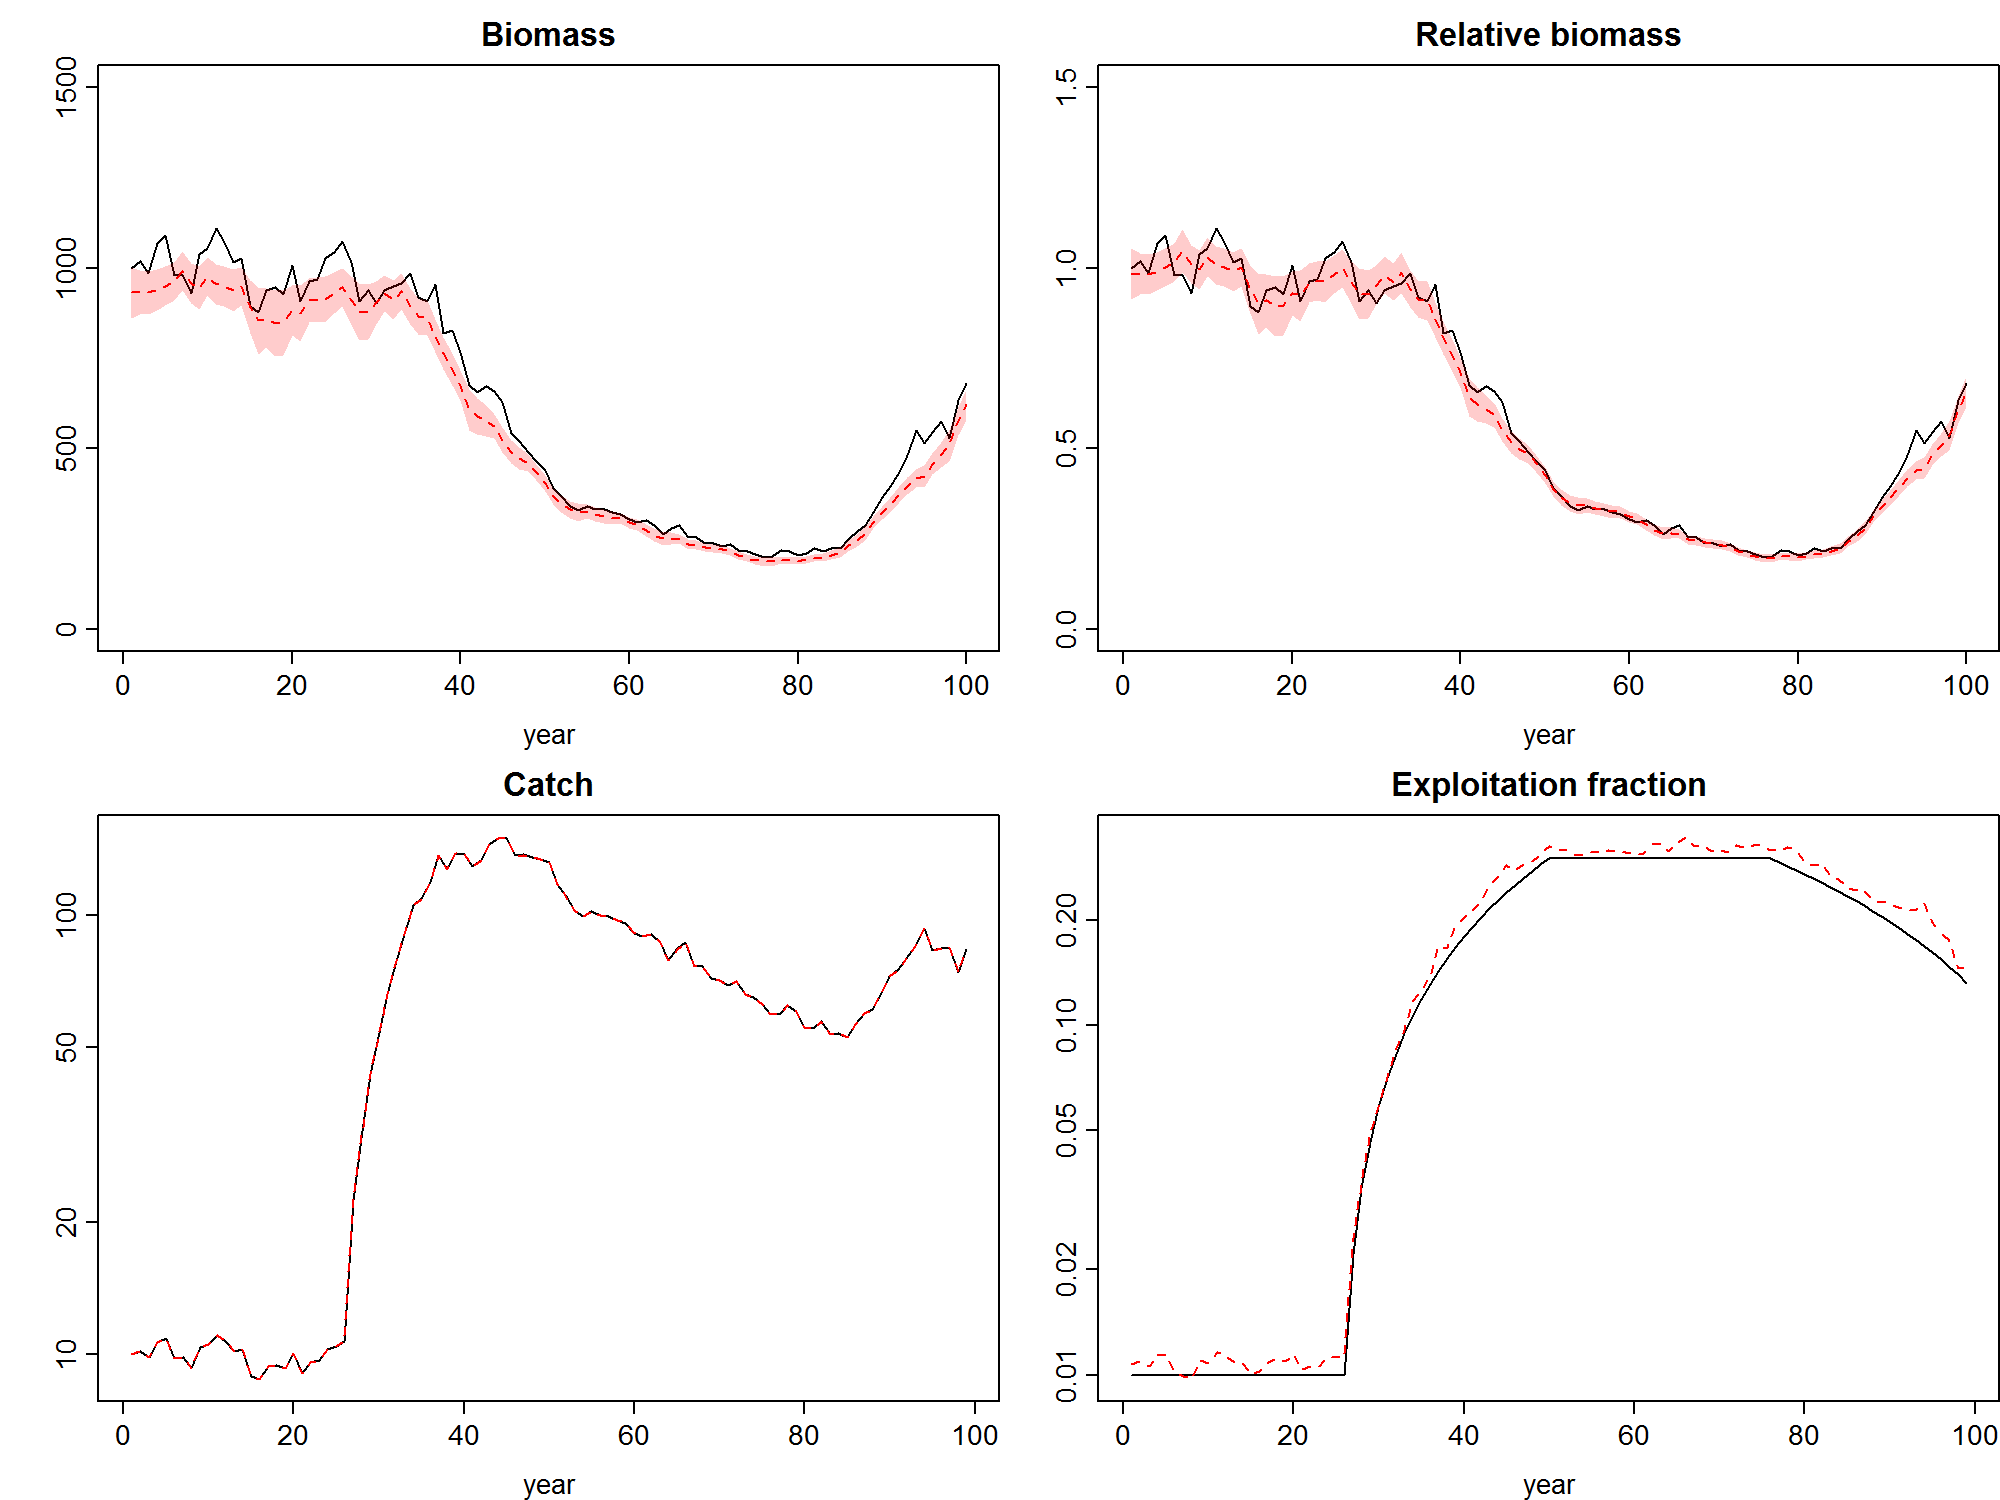 Biomass
1500
1000
500
0
0 20 40 60 80 100
year
Relative biomass
1.5
1.0
0.5
0.0
0 20 40 60 80 100
year
Catch
100
50
20
10
0 20 40 60 80 100
year
Exploitation fraction
0.20
0.10
0.05
0.02
0.01
0 20 40 60 80 100
year